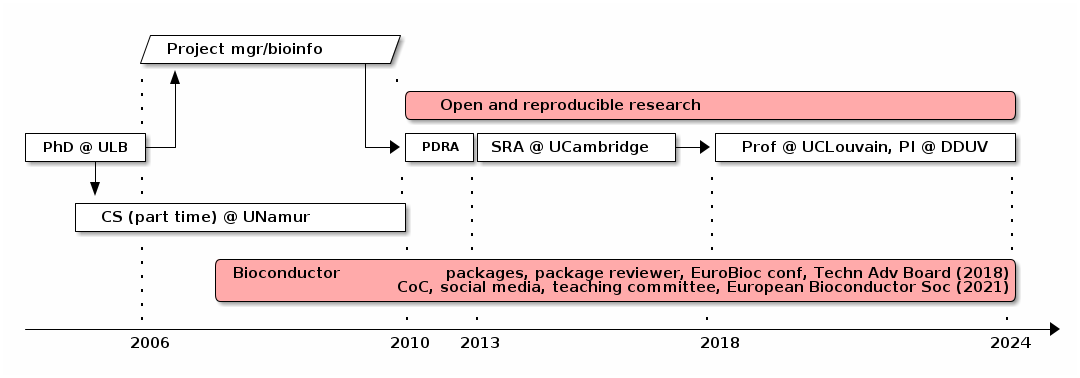 Project mgr/bioinfo
Open and reproducible research
PhD @ ULB
PDRA
SRA @ UCambridge
Prof @ UCLouvain, PI @ DDUV
CS (part time) @ UNamur
Bioconductor packages, package reviewer, EuroBioc conf, Techn Adv Board (2018)
CoC, social media, teaching committee, European Bioconductor Soc (2021)
2006 2010 2013 2018 2024